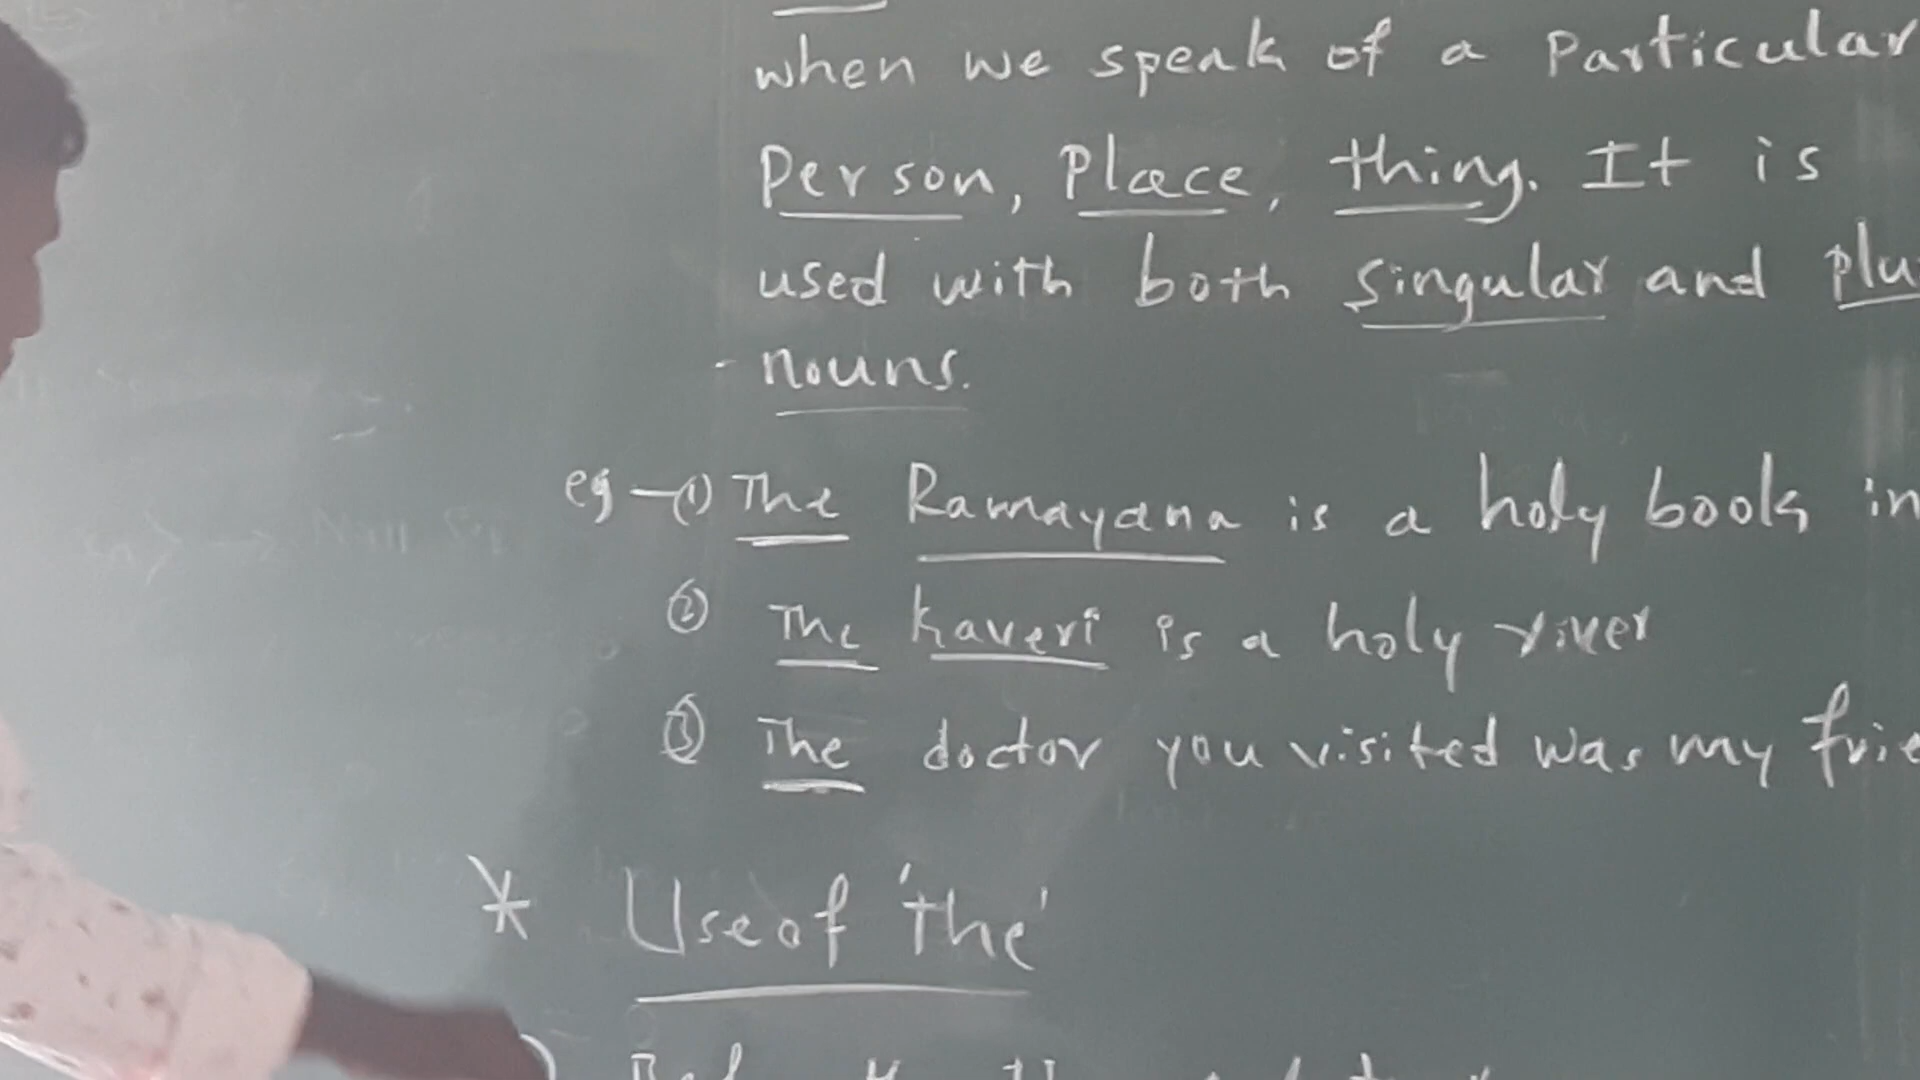 when we speak of a Particular
Person, Place, thing. It is
used with both singular and plu
nouns.
eg - (1) The Ramayana is a holy book in
(2) The Kaveri is a holy river
(3) The doctor you visited was my frie
* Use of 'the'